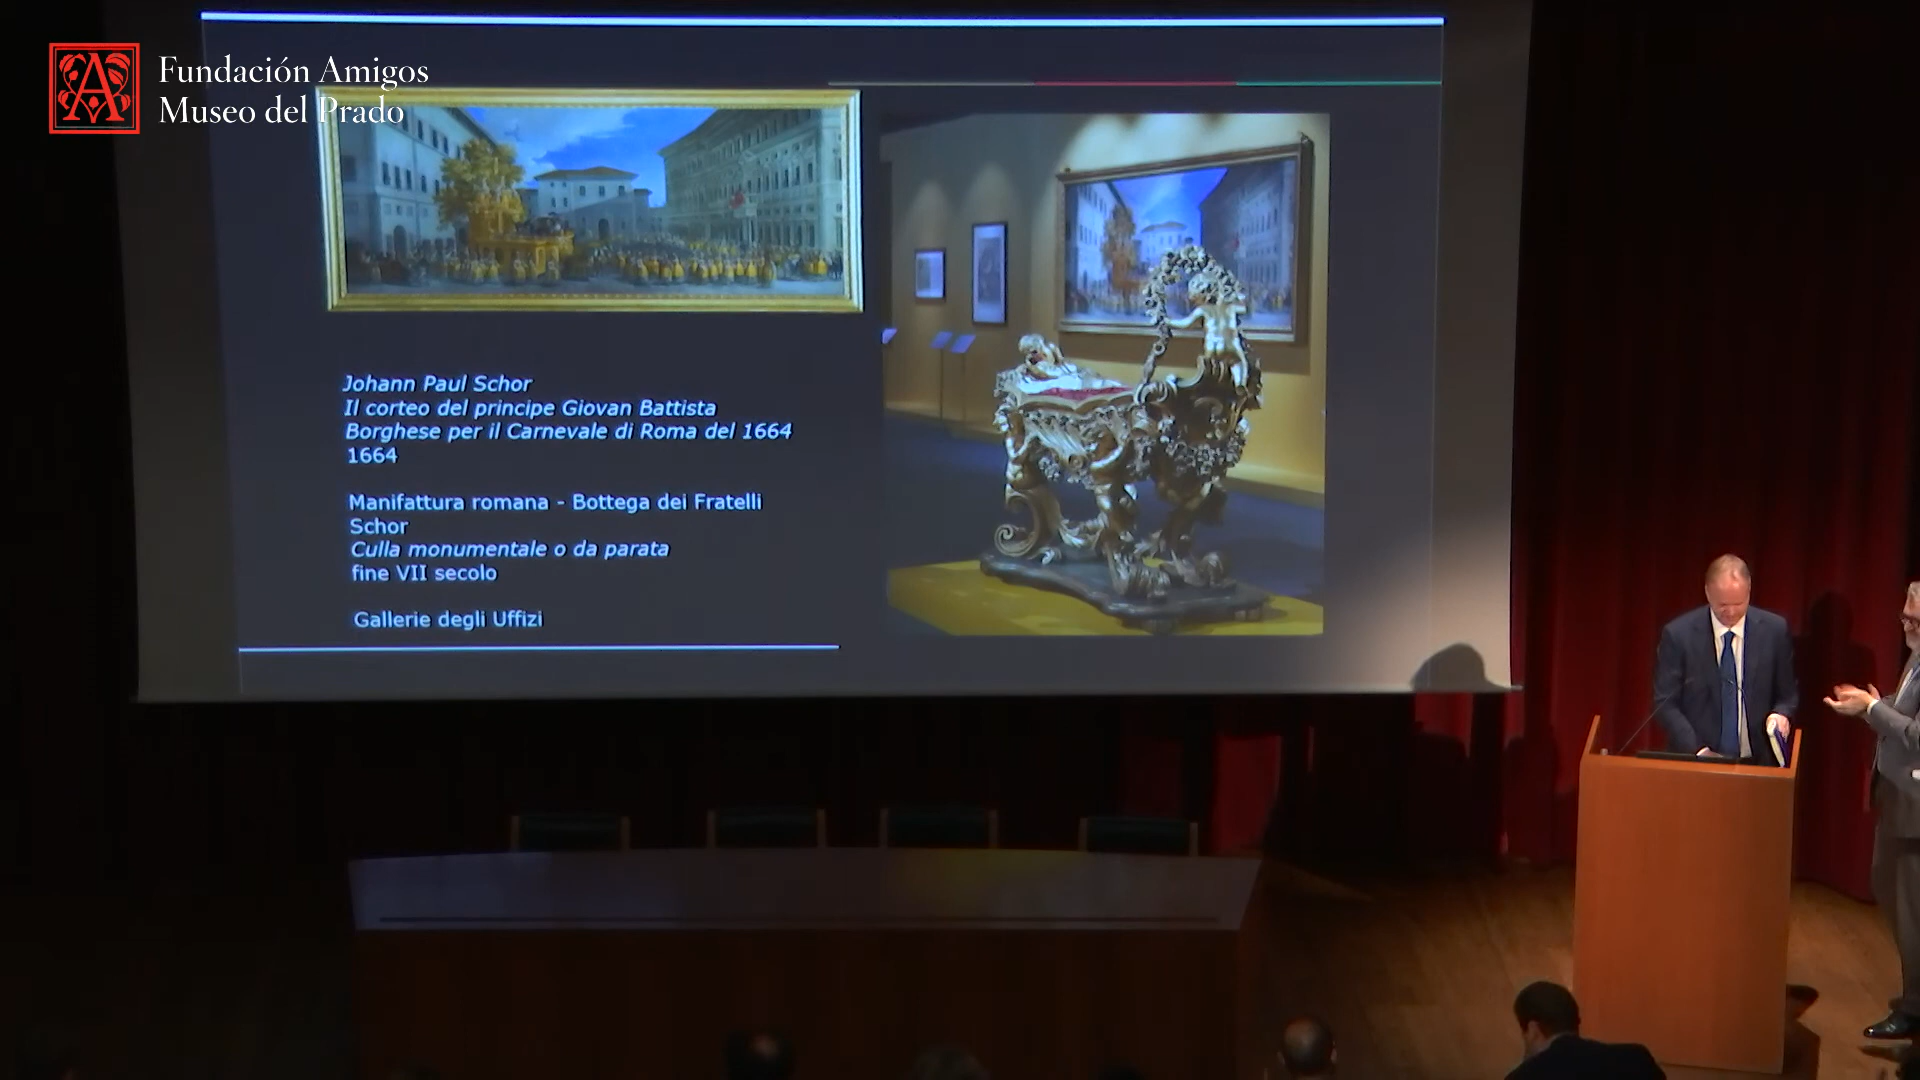 Fundación Amigos
Museo del Prado
Johann Paul Schor
Il corteo del principe Giovan Battista
Borghese per il Carnevale di Roma del 1664
1664
Manifattura romana - Bottega dei Fratelli
Schor
Culla monumentale o da parata
fine VII secolo
Gallerie degli Uffizi